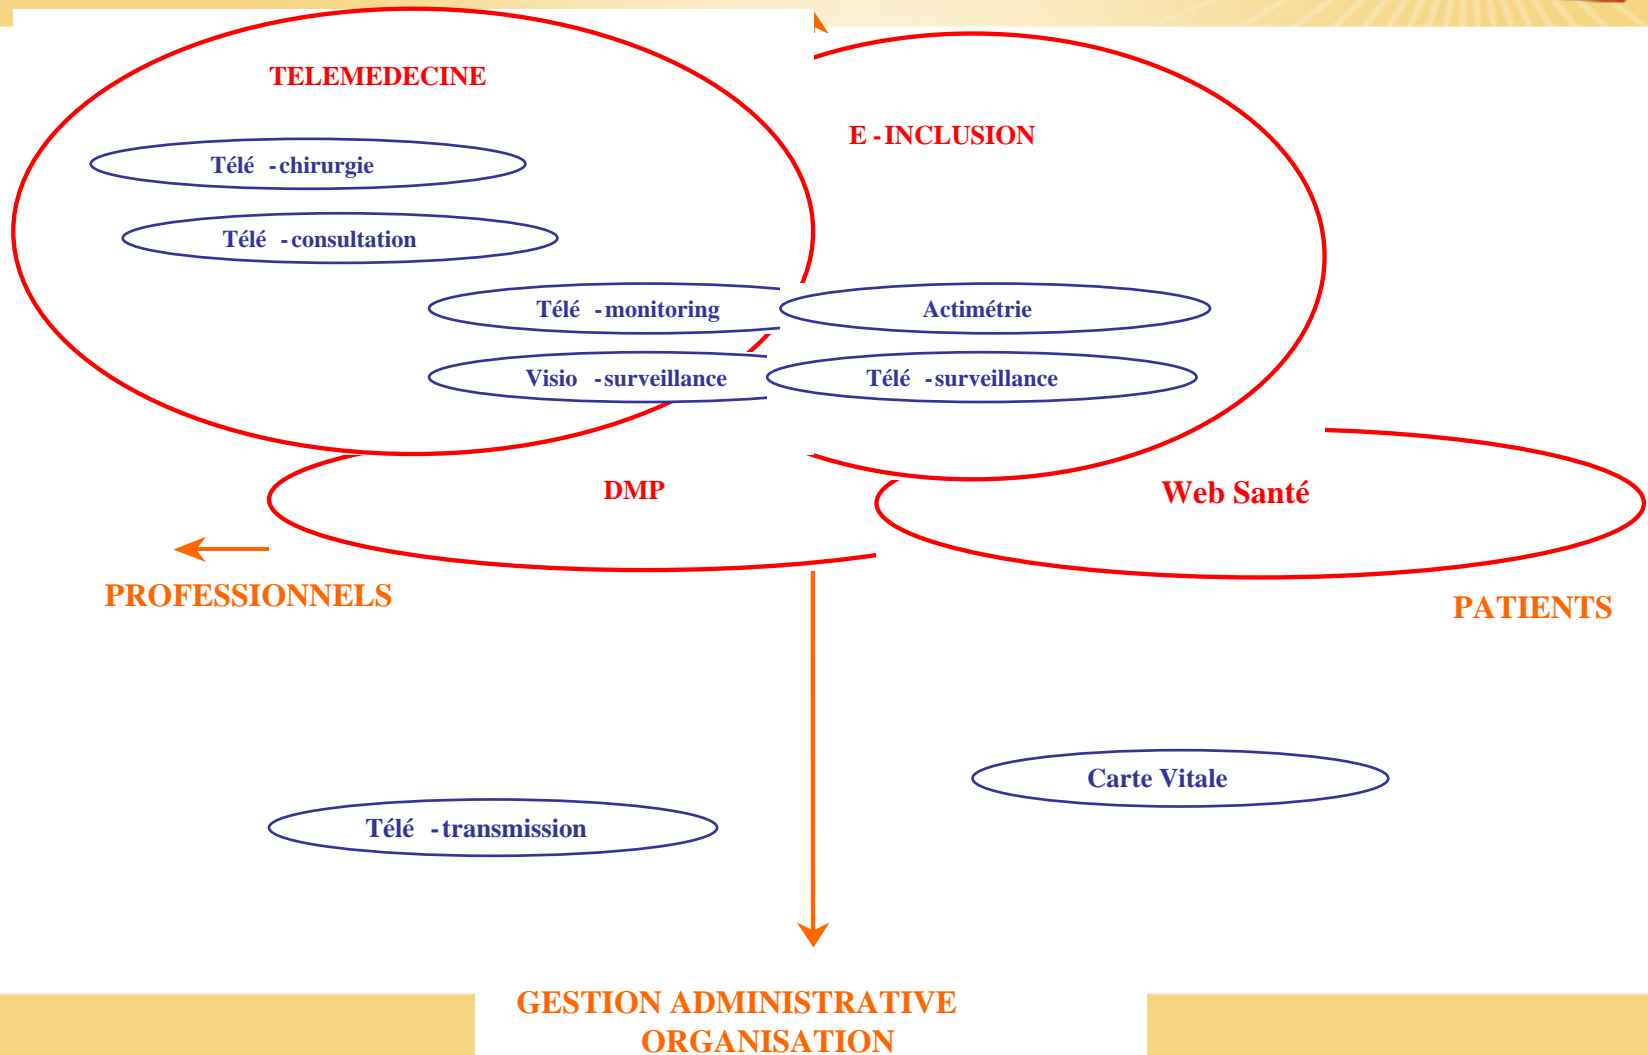 TELEMEDECINE
E - INCLUSION
Télé - chirurgie
Télé - consultation
Télé - monitoring
Actimétrie
Visio - surveillance
Télé - surveillance
DMP
Web Santé
PROFESSIONNELS
PATIENTS
Carte Vitale
Télé - transmission
GESTION ADMINISTRATIVE
ORGANISATION